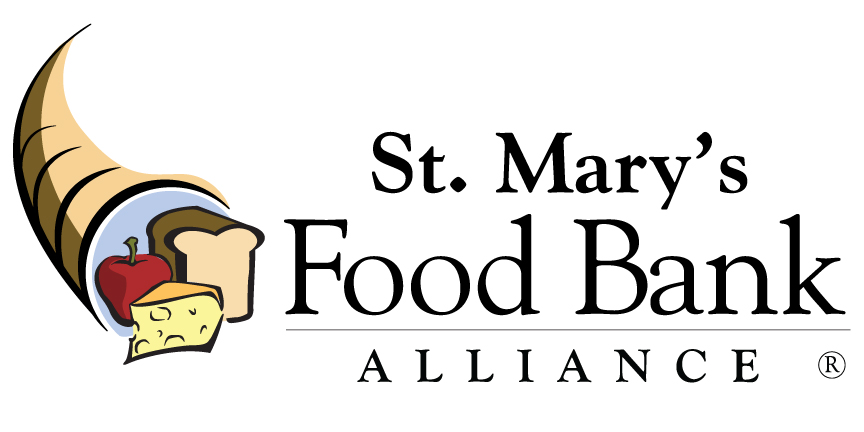 St. Mary's
Food Bank
ALLIANCE ®